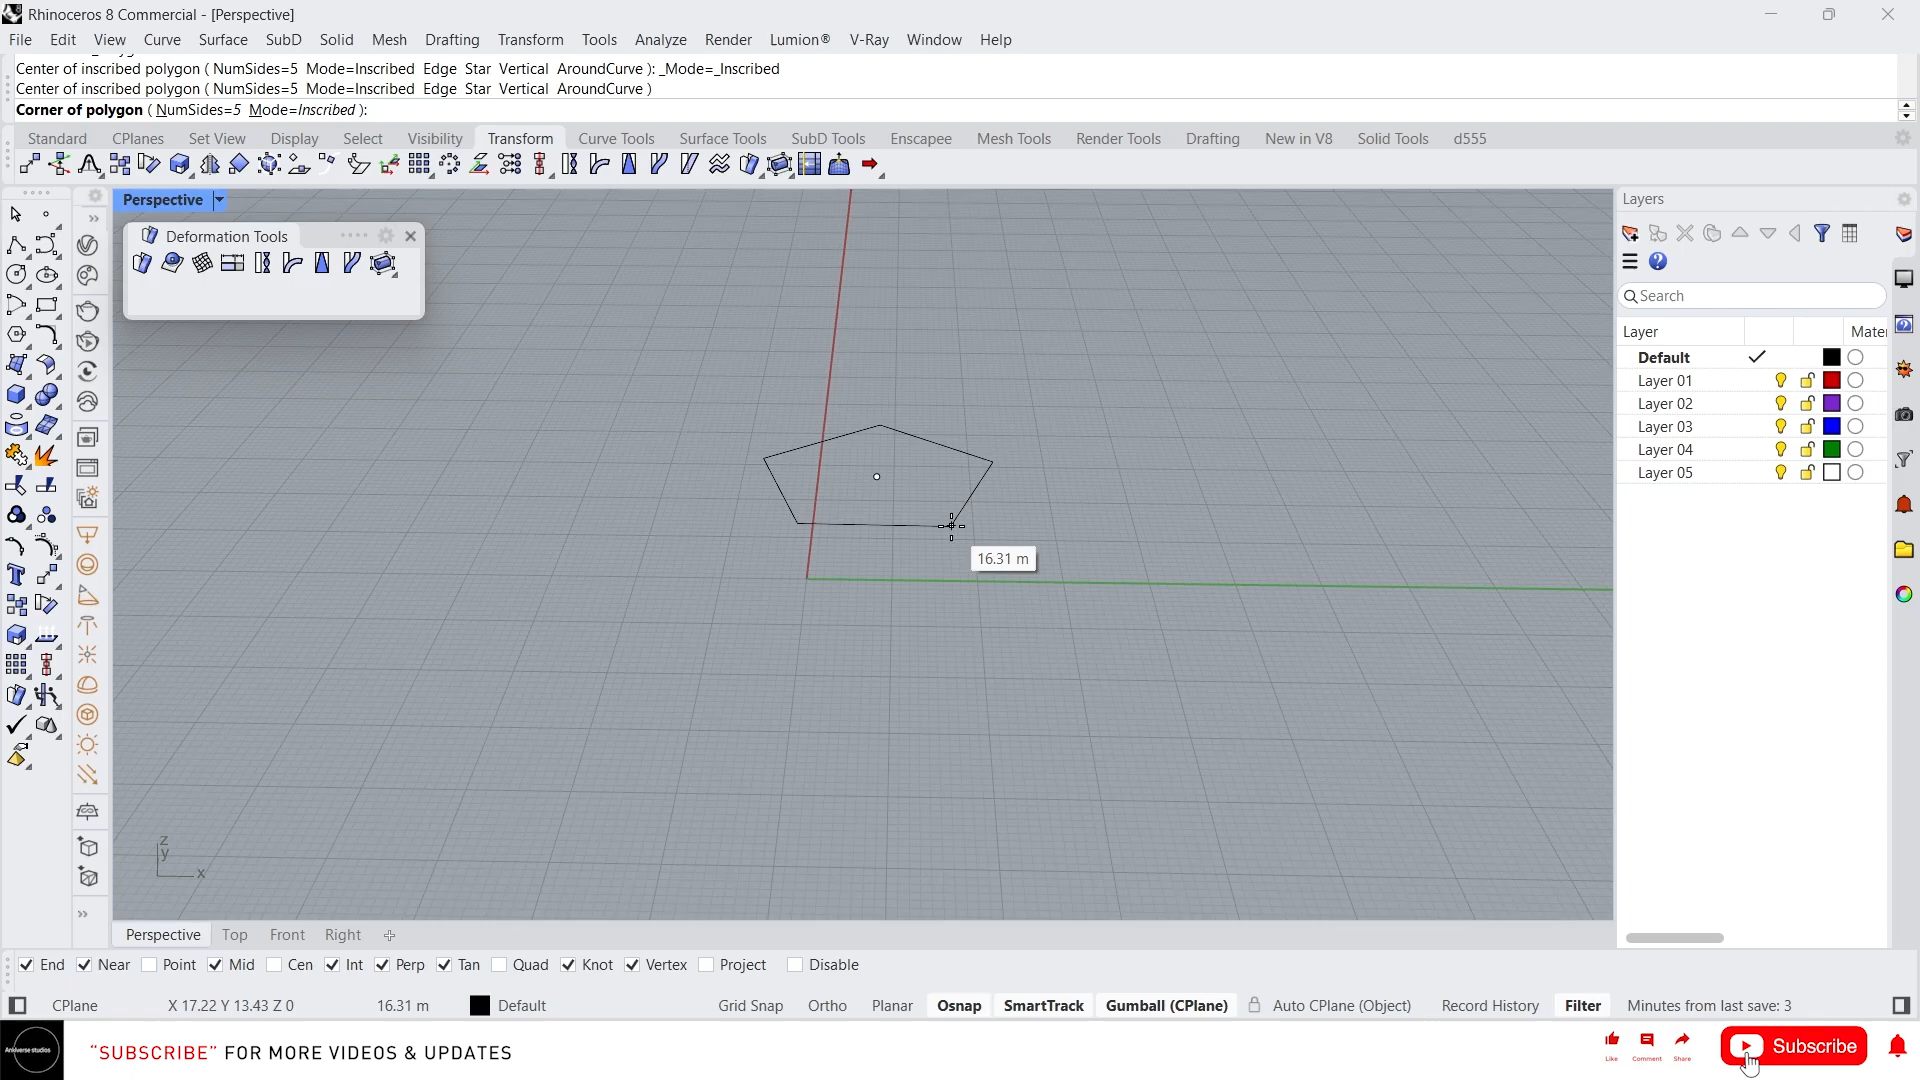 Rhinoceros 8 Commercial - [Perspective]
File Edit View Curve Surface SubD Solid Mesh Drafting Transform Tools Analyze Render Lumion® V-Ray Window Help
Center of inscribed polygon ( NumSides=5 Mode=Inscribed Edge Star Vertical AroundCurve ): _Mode=_Inscribed
Center of inscribed polygon ( NumSides=5 Mode=Inscribed Edge Star Vertical AroundCurve )
Corner of polygon ( NumSides=5 Mode=Inscribed ):
Standard CPlanes Set View Display Select Visibility Transform Curve Tools Surface Tools SubD Tools Enscapee Mesh Tools Render Tools Drafting New in V8 Solid Tools d555
Perspective
Layers
Deformation Tools
Search
Layer Mater
Default
Layer 01
Layer 02
Layer 03
Layer 04
Layer 05
16.31 m
z
y
x
Perspective Top Front Right
End Near Point Mid Cen Int Perp Tan Quad Knot Vertex Project Disable
CPlane X 17.22 Y 13.43 Z 0 16.31 m Default Grid Snap Ortho Planar Osnap SmartTrack Gumball (CPlane) Auto CPlane (Object) Record History Filter Minutes from last save: 3
"SUBSCRIBE" FOR MORE VIDEOS & UPDATES
Like Comment Share
Subscribe